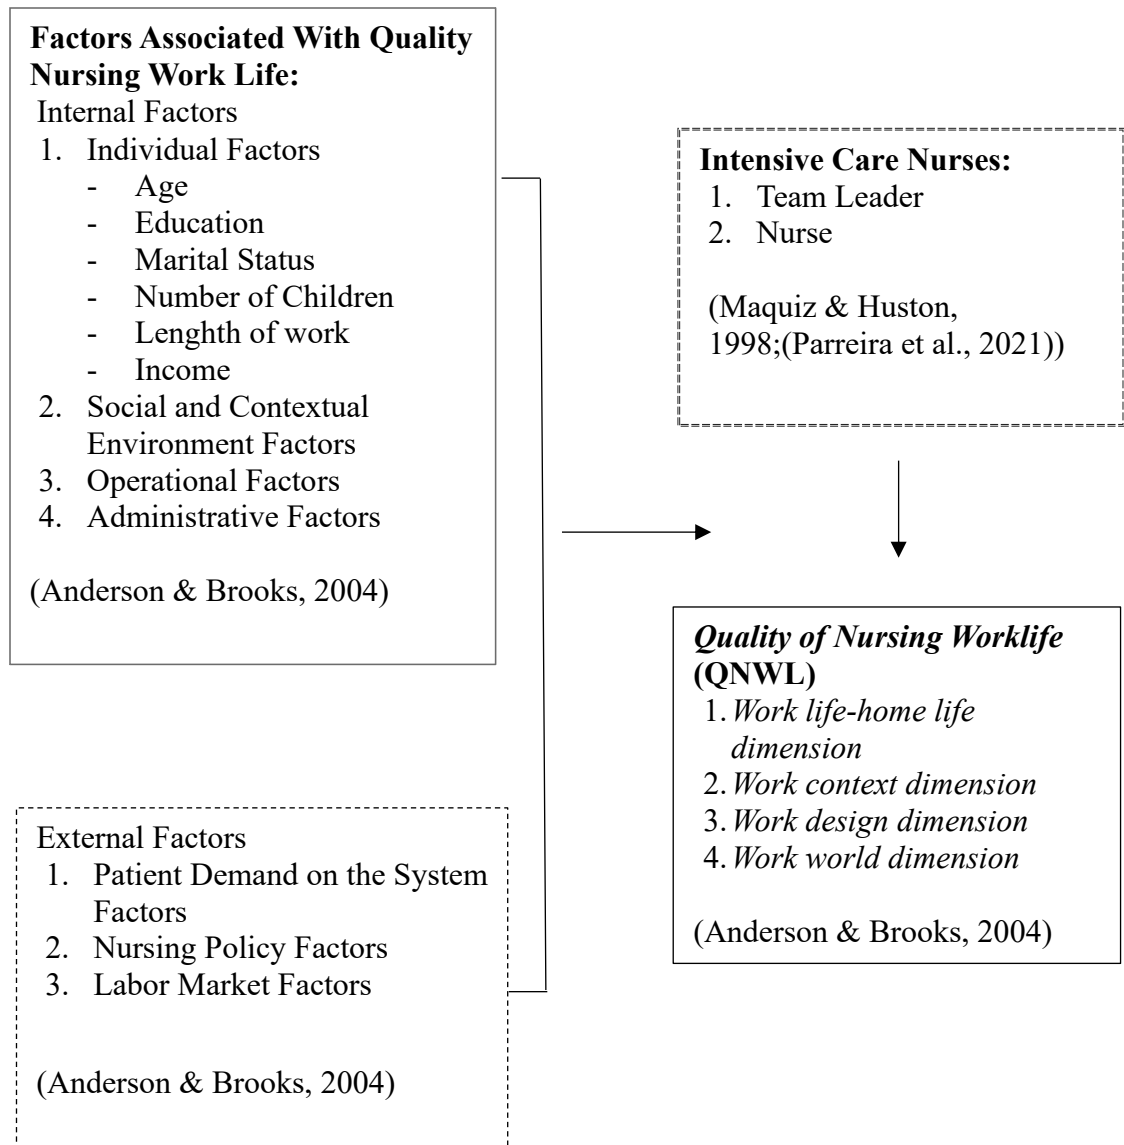 Factors Associated With Quality
Nursing Work Life:
Internal Factors
1. Individual Factors
- Age
- Education
- Marital Status
- Number of Children
- Lenghth of work
- Income
2. Social and Contextual
Environment Factors
3. Operational Factors
4. Administrative Factors
(Anderson & Brooks, 2004)
External Factors
1. Patient Demand on the System
Factors
2. Nursing Policy Factors
3. Labor Market Factors
(Anderson & Brooks, 2004)
Intensive Care Nurses:
1. Team Leader
2. Nurse
(Maquiz & Huston,
1998;(Parreira et al., 2021))
Quality of Nursing Worklife
(QNWL)
1. Work life-home life
dimension
2. Work context dimension
3. Work design dimension
4. Work world dimension
(Anderson & Brooks, 2004)